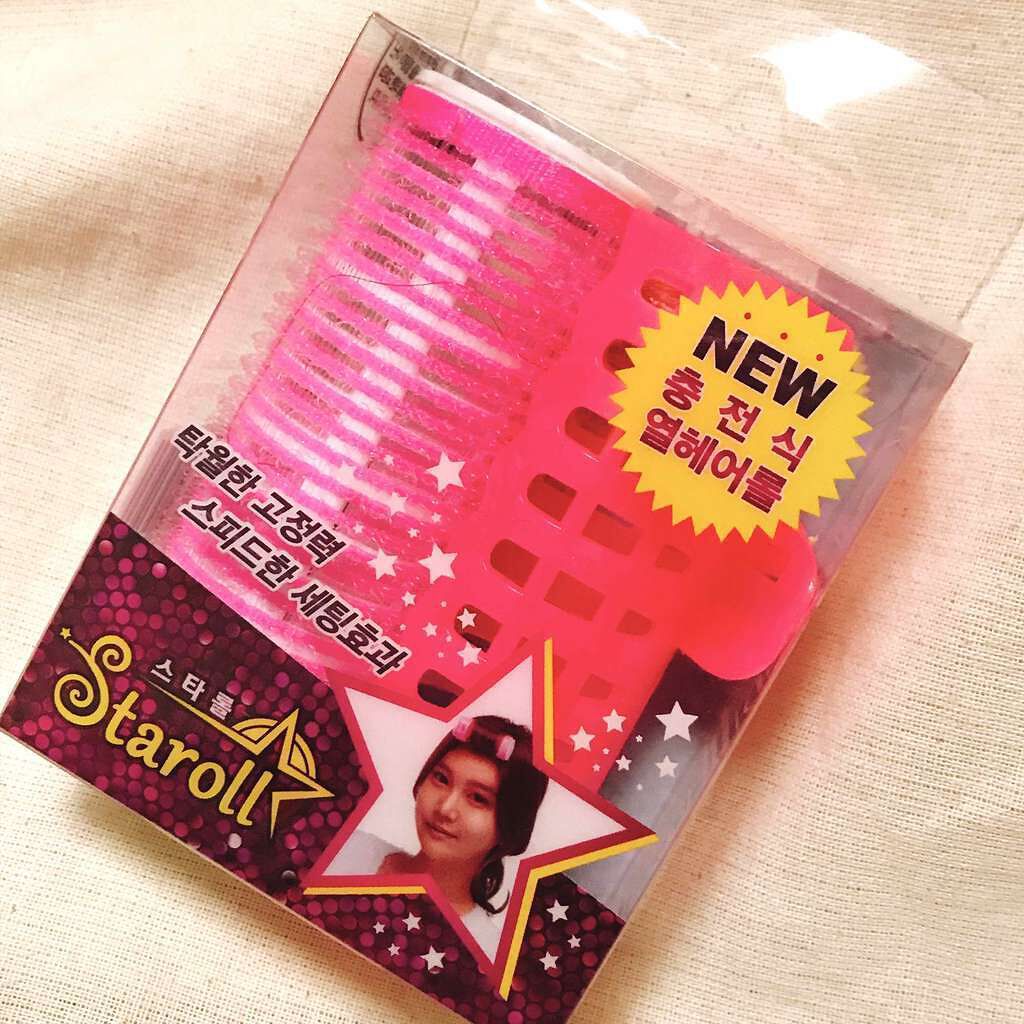 NEW
충전식
열헤어롤
탁월한 고정력
스피드한 세팅효과
스타롤
Staroll